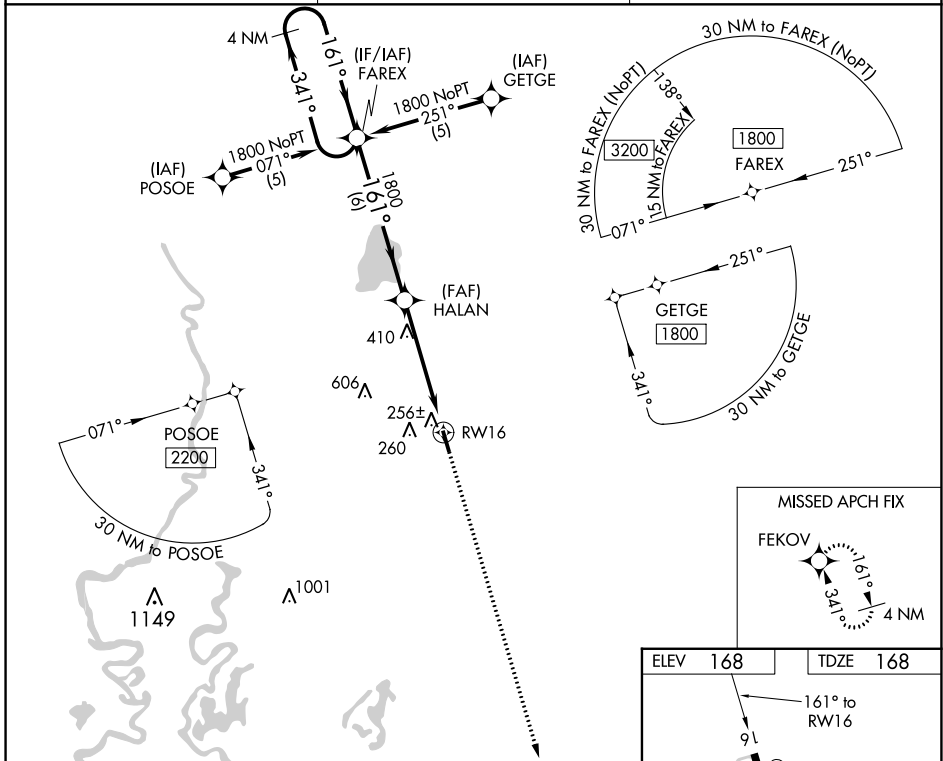 4 NM
161°
341°
(IF/IAF)
FAREX
(IAF)
GETGE
1800 NoPT
251°
(5)
(IAF)
POSOE
1800 NoPT
071°
(5)
1800
161°
(6)
(FAF)
HALAN
410
606
256±
260
RW16
30 NM to FAREX (NoPT)
30 NM to FAREX (NoPT)
138°
15 NM to FAREX
3200
1800
FAREX
251°
071°
251°
GETGE
1800
341°
30 NM to GETGE
071°
POSOE
2200
341°
30 NM to POSOE
1149
1001
MISSED APCH FIX
FEKOV
161°
341°
4 NM
ELEV 168
TDZE 168
161° to
RW16
16